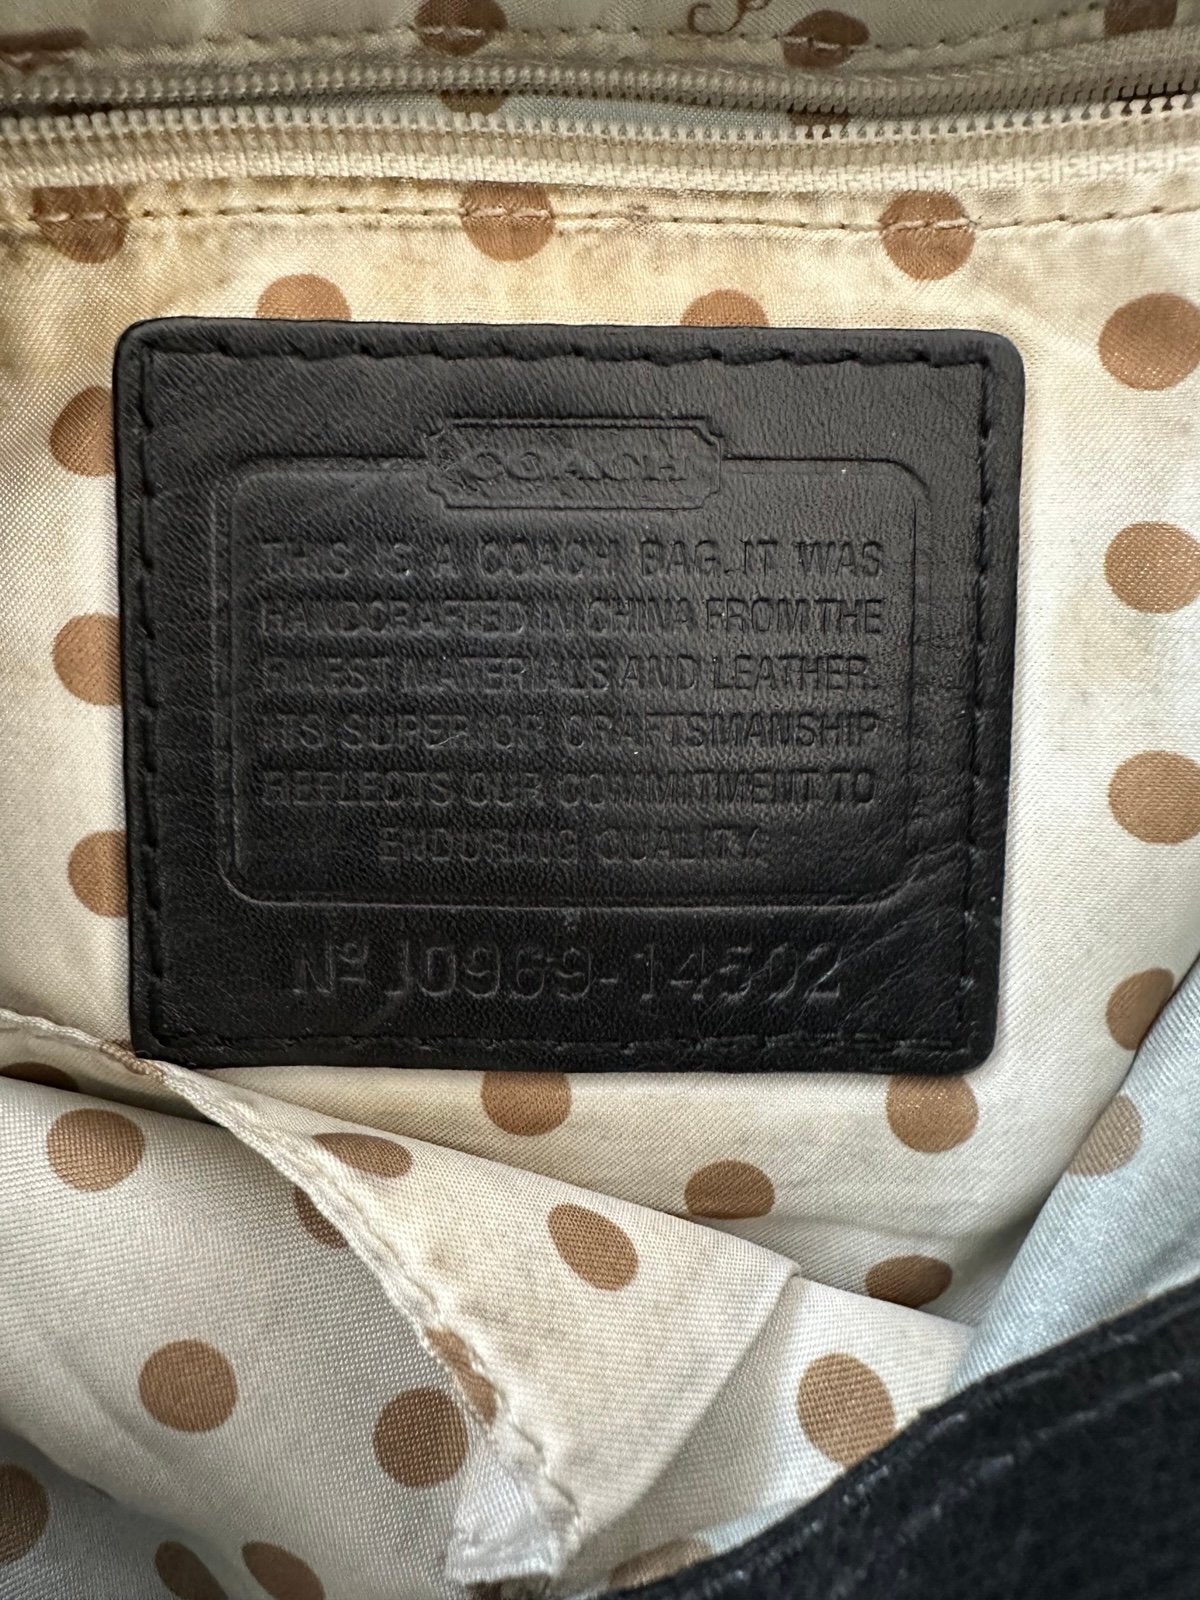 COACH
THIS IS A COACH BAG. IT WAS
HANDCRAFTED IN CHINA FROM THE
FINEST MATERIALS AND LEATHER.
ITS SUPERIOR CRAFTSMANSHIP
REFLECTS OUR COMMITMENT TO
ENDURING QUALITY.
Nº J0969-14502